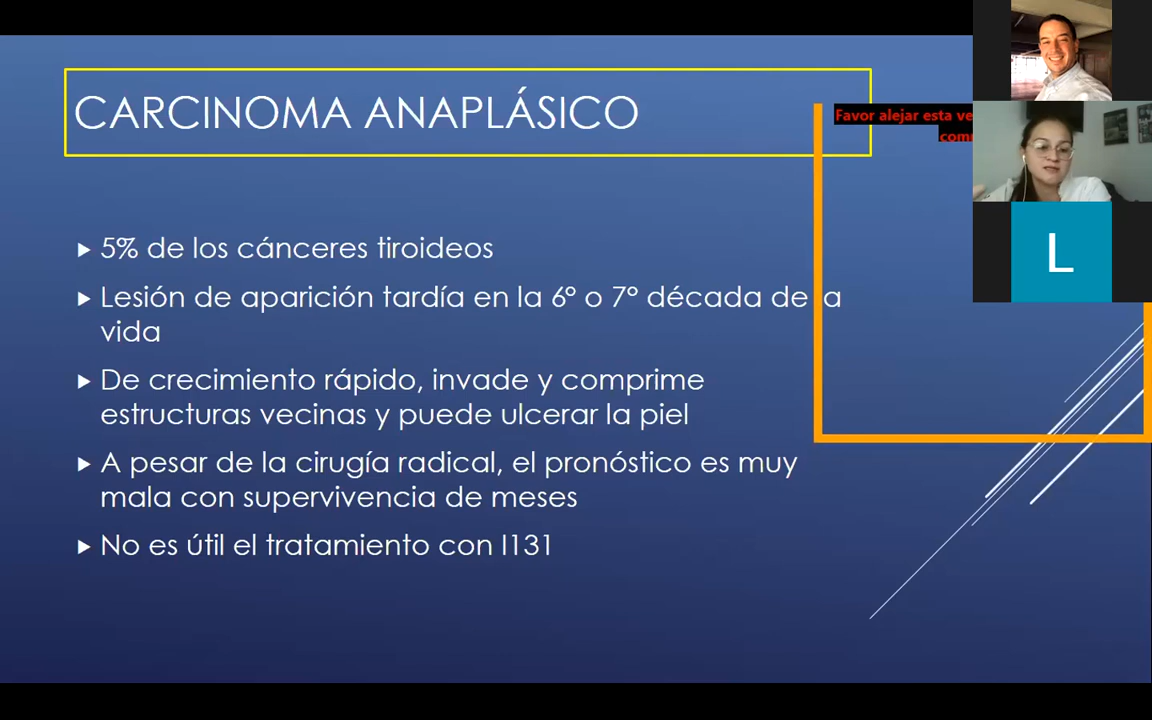 CARCINOMA ANAPLÁSICO
Favor alejar esta
▶ 5% de los cánceres tiroideos
▶ Lesión de aparición tardía en la 6° o 7° década de la
vida
▶ De crecimiento rápido, invade y comprime
estructuras vecinas y puede ulcerar la piel
▶ A pesar de la cirugía radical, el pronóstico es muy
mala con supervivencia de meses
▶ No es útil el tratamiento con I131
L